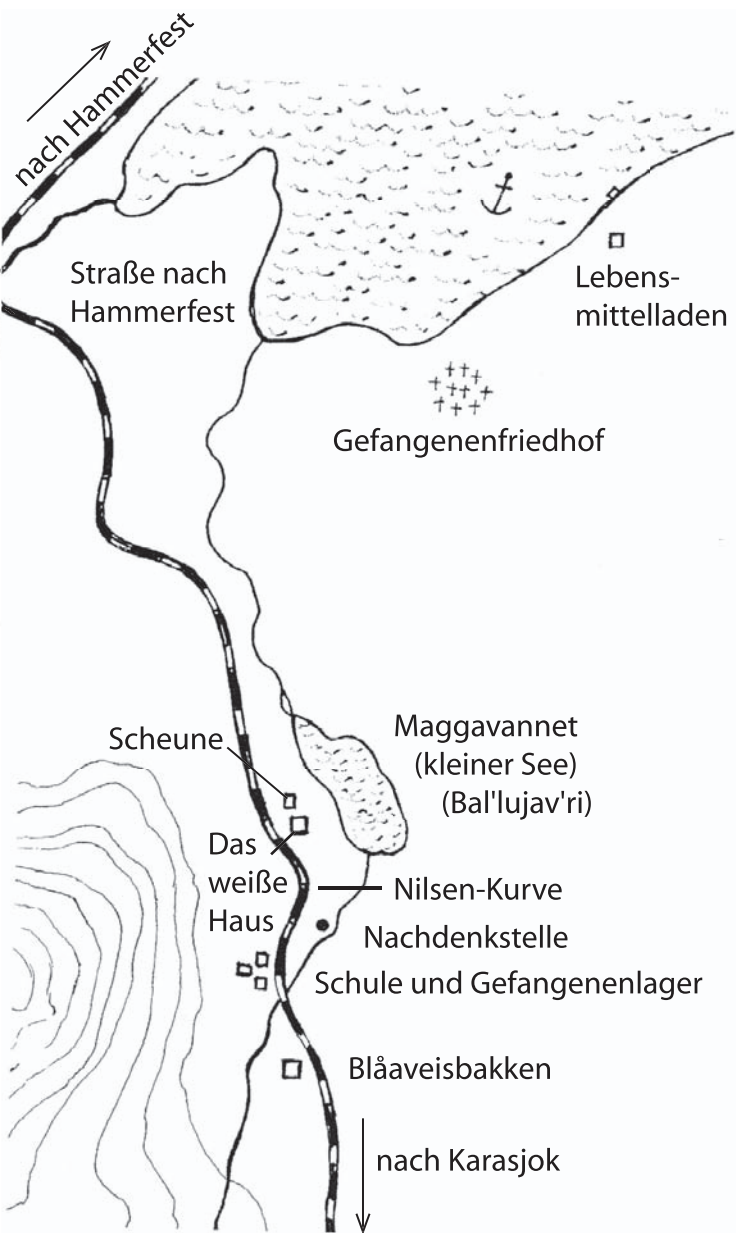 nach Hammerfest
Straße nach
Hammerfest
Lebens-
mittelladen
Gefangenenfriedhof
Maggavannet
(kleiner See)
(Bal'lujav'ri)
Scheune
Das
weiße
Haus
Nilsen-Kurve
Nachdenkstelle
Schule und Gefangenenlager
Blåaveisbakken
nach Karasjok